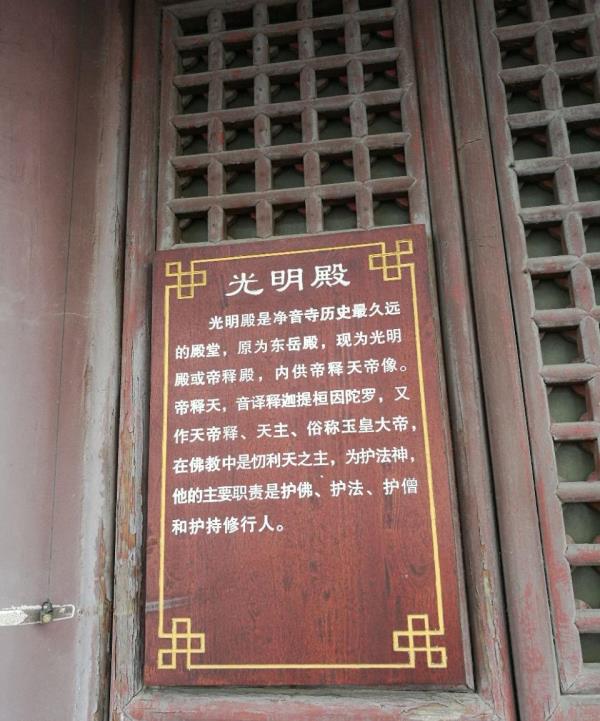 光明殿
光明殿是净音寺历史最久远
的殿堂，原为东岳殿，现为光明
殿或帝释殿，内供帝释天帝像。
帝释天，音译释迦提桓因陀罗，又
作天帝释、天主、俗称玉皇大帝，
在佛教中是忉利天之主，为护法神，
他的主要职责是护佛、护法、护僧
和护持修行人。